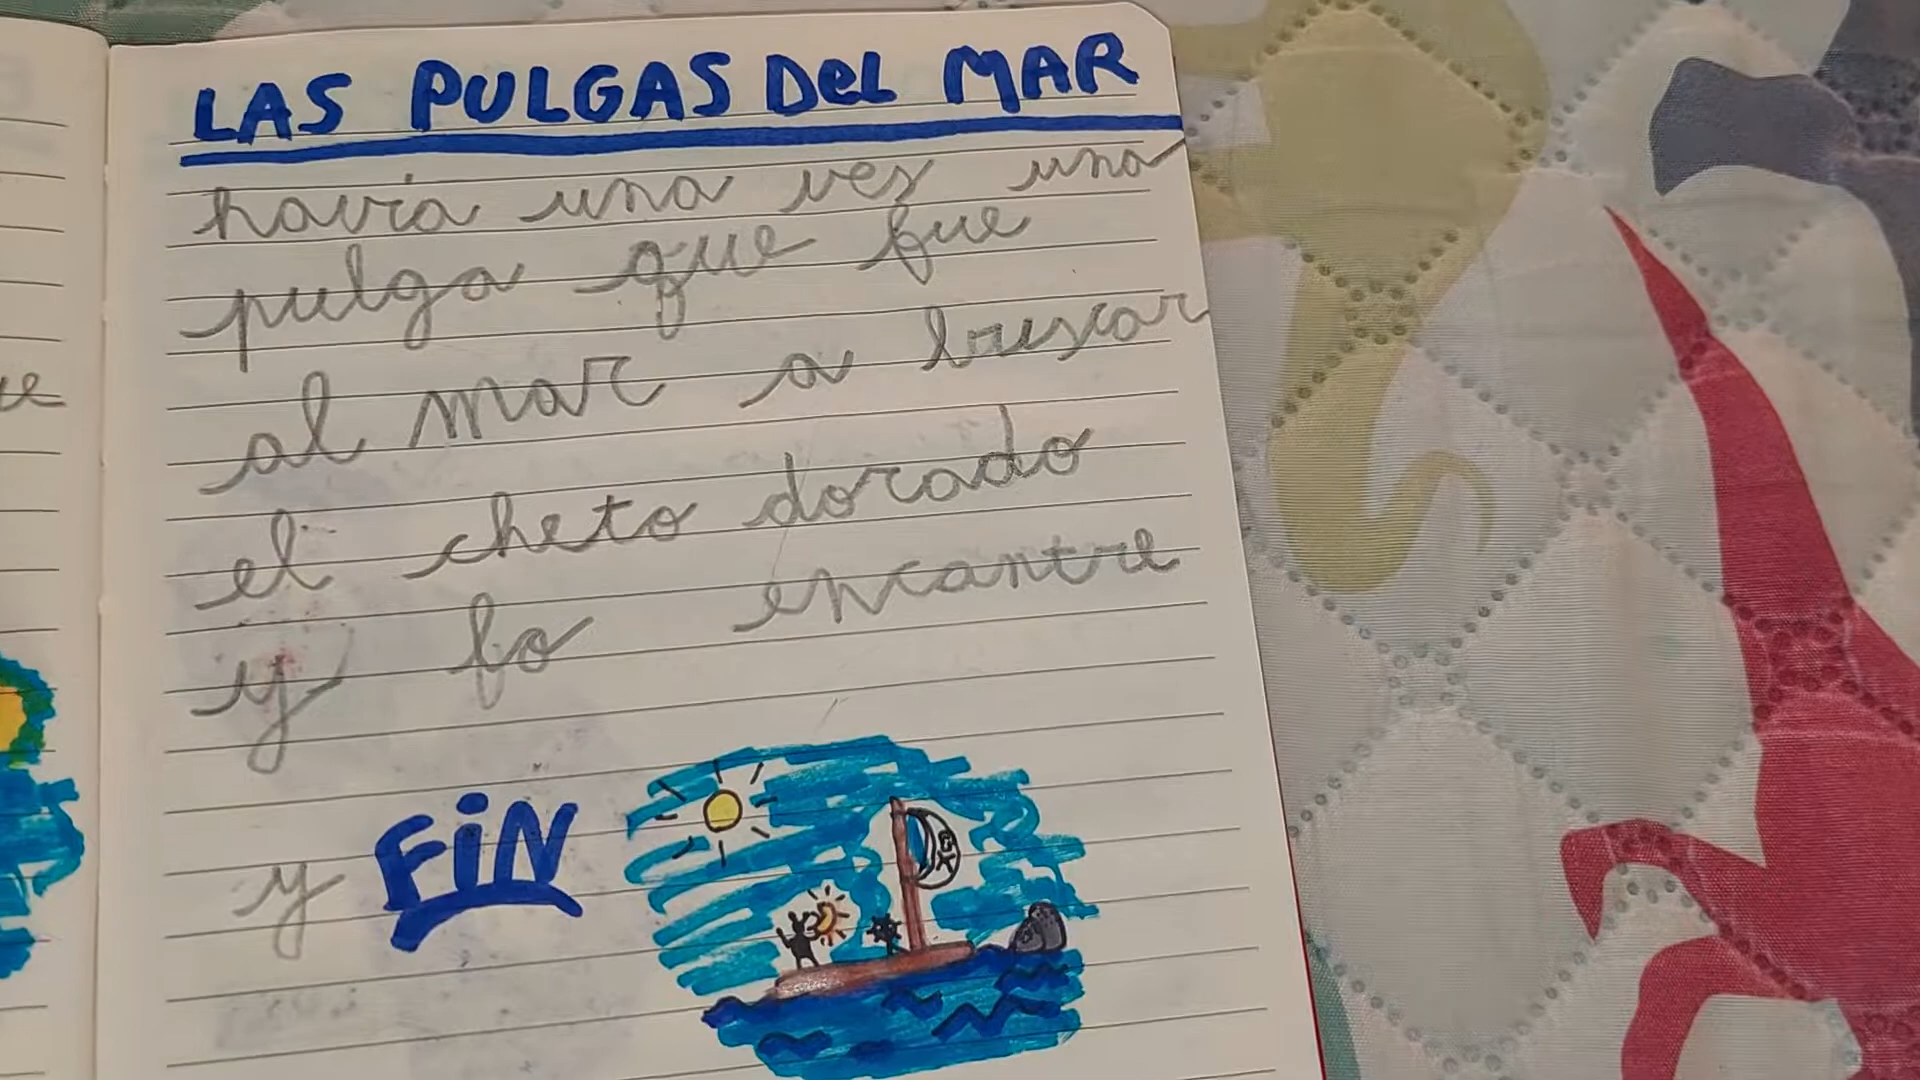 LAS PULGAS DeL MAR
havía una ves una
pulga que fue
al mar a buscar
el cheto dorado
y lo encontre
y FiN